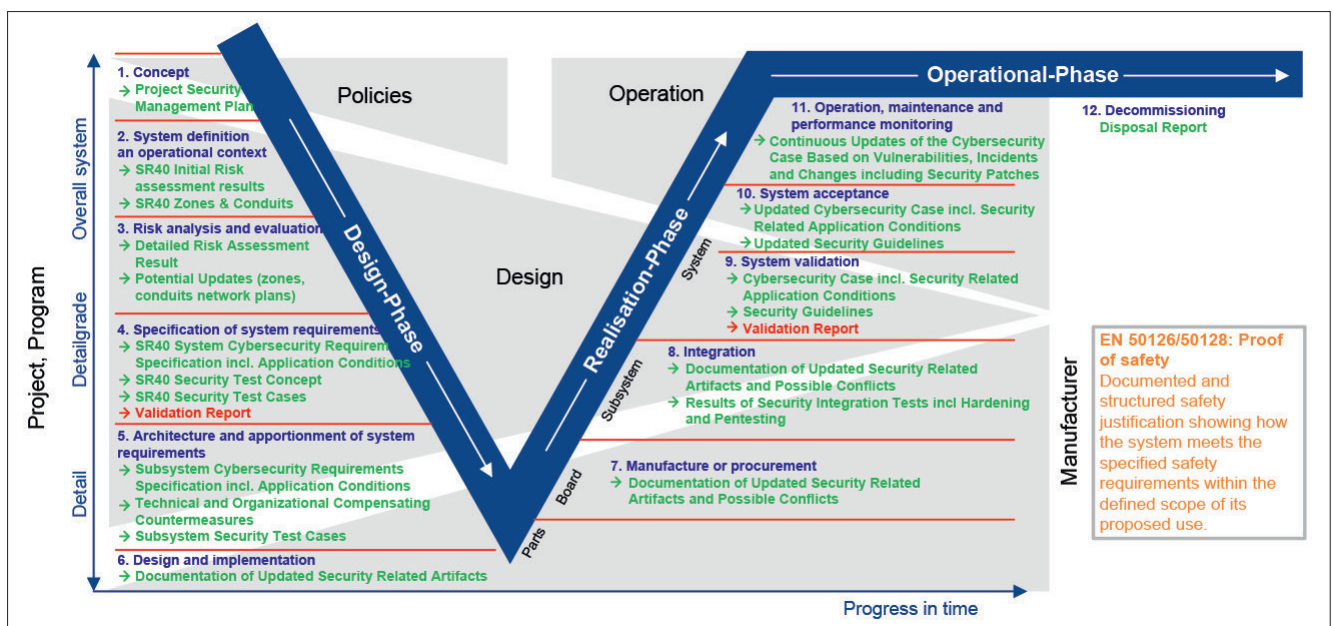 Project, Program
Overall system
Detailgrade
Detail
1. Concept
→ Project Security
Management Plan
2. System definition
an operational context
→ SR40 Initial Risk
assessment results
→ SR40 Zones & Conduits
3. Risk analysis and evaluation
→ Detailed Risk Assessment
Result
→ Potential Updates (zones,
conduits network plans)
4. Specification of system requirements
→ SR40 System Cybersecurity Requirem
Specification incl. Application Conditions
→ SR40 Security Test Concept
→ SR40 Security Test Cases
→ Validation Report
5. Architecture and apportionment of system
requirements
→ Subsystem Cybersecurity Requirements
Specification incl. Application Conditions
→ Technical and Organizational Compensating
Countermeasures
→ Subsystem Security Test Cases
6. Design and implementation
→ Documentation of Updated Security Related Artifacts
Policies
Design
Operation
Design-Phase
Realisation-Phase
Operational-Phase
Parts
Board
Subsystem
System
7. Manufacture or procurement
→ Documentation of Updated Security Related
Artifacts and Possible Conflicts
8. Integration
→ Documentation of Updated Security Related
Artifacts and Possible Conflicts
→ Results of Security Integration Tests incl Hardening
and Pentesting
9. System validation
→ Cybersecurity Case incl. Security Related
Application Conditions
→ Security Guidelines
→ Validation Report
10. System acceptance
→ Updated Cybersecurity Case incl. Security
Related Application Conditions
→ Updated Security Guidelines
11. Operation, maintenance and
performance monitoring
→ Continuous Updates of the Cybersecurity
Case Based on Vulnerabilities, Incidents
and Changes including Security Patches
12. Decommissioning
Disposal Report
Manufacturer
EN 50126/50128: Proof
of safety
Documented and
structured safety
justification showing how
the system meets the
specified safety
requirements within the
defined scope of its
proposed use.
Progress in time